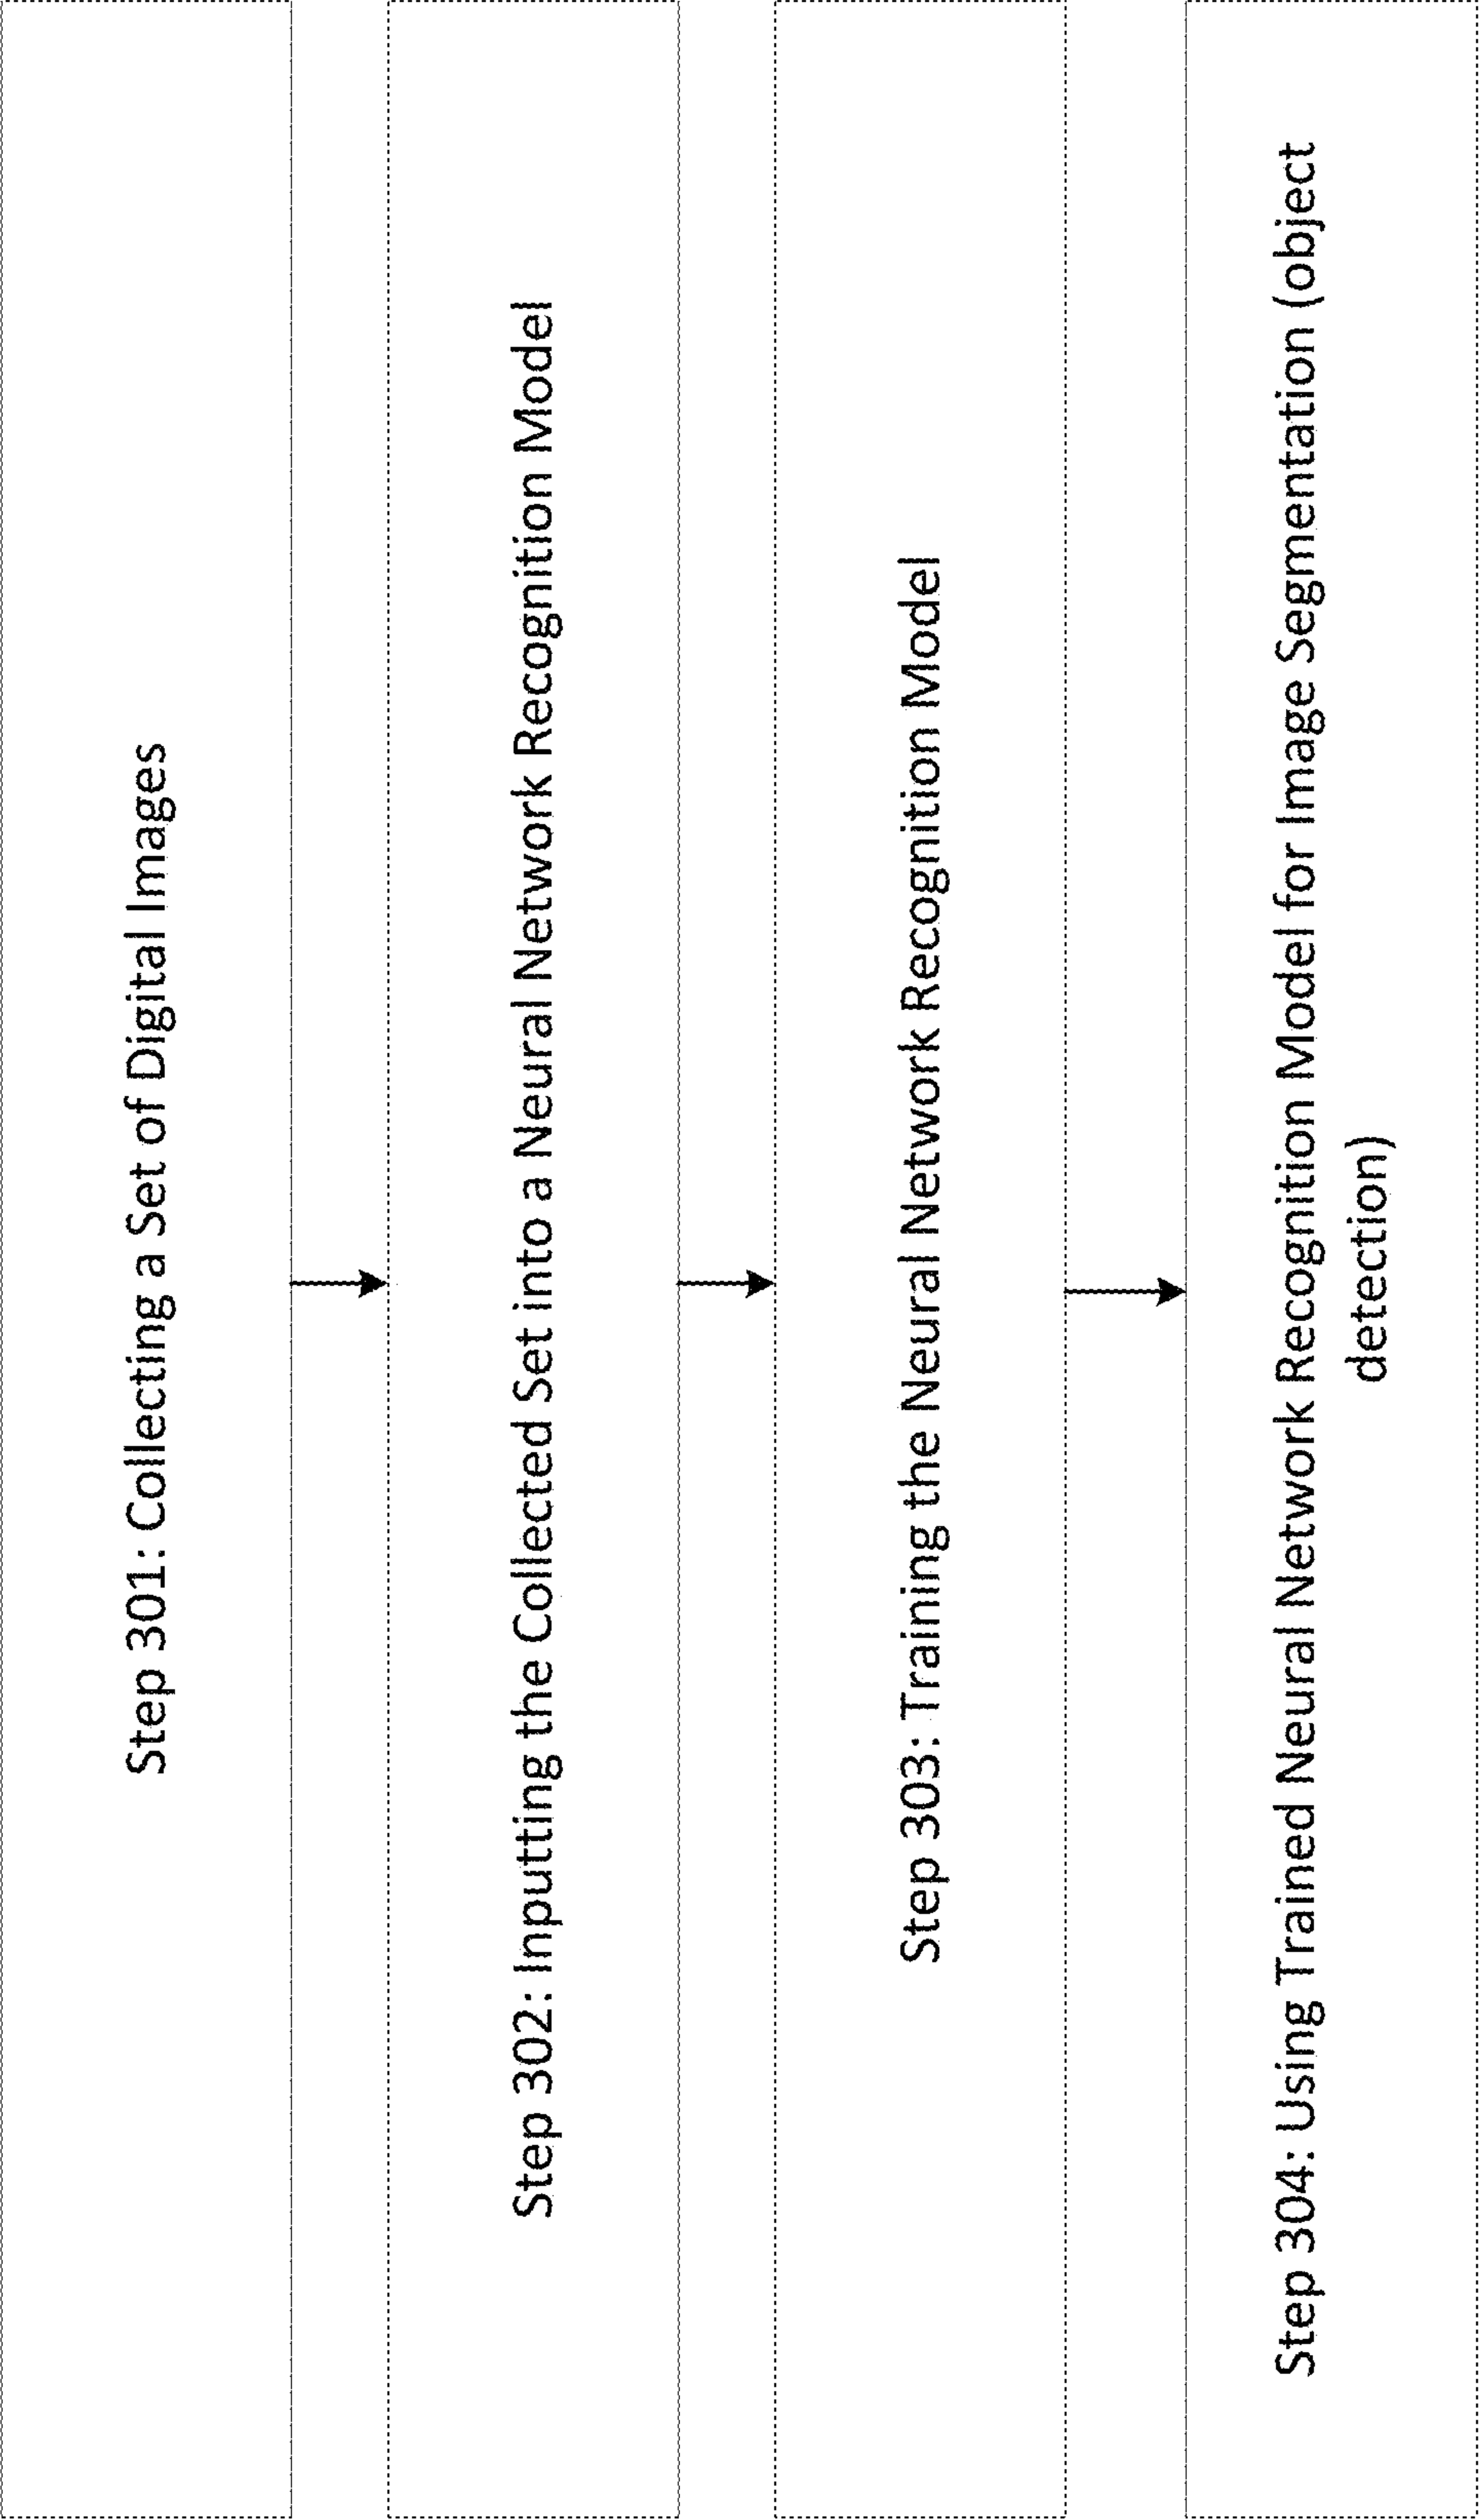 Step 301: Collecting a Set of Digital Images
Step 302: Inputting the Collected Set into a Neural Network Recognition Model
Step 303: Training the Neural Network Recognition Model
Step 304: Using Trained Neural Network Recognition Model for Image Segmentation (object
detection)